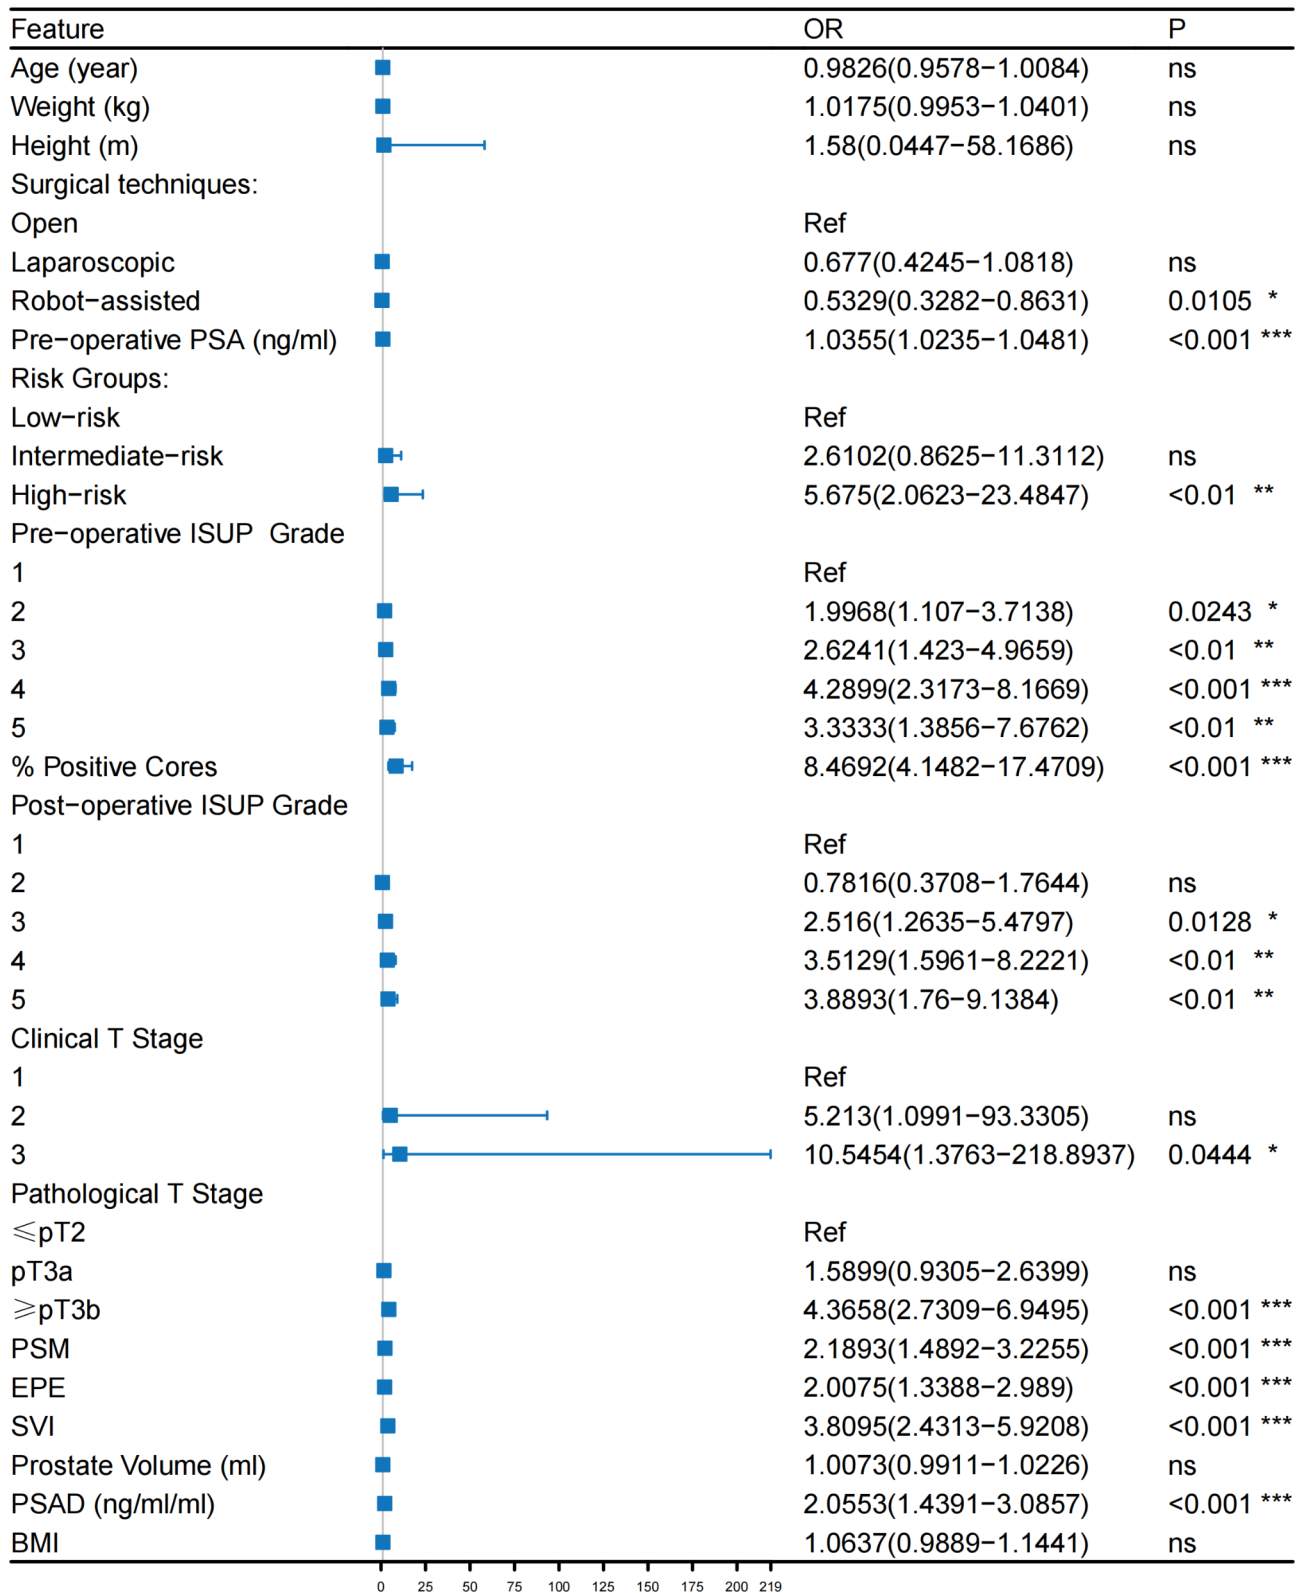 Feature OR P
Age (year) 0.9826(0.9578−1.0084) ns
Weight (kg) 1.0175(0.9953−1.0401) ns
Height (m) 1.58(0.0447−58.1686) ns
Surgical techniques:
Open Ref
Laparoscopic 0.677(0.4245−1.0818) ns
Robot−assisted 0.5329(0.3282−0.8631) 0.0105 *
Pre−operative PSA (ng/ml) 1.0355(1.0235−1.0481) <0.001 ***
Risk Groups:
Low−risk Ref
Intermediate−risk 2.6102(0.8625−11.3112) ns
High−risk 5.675(2.0623−23.4847) <0.01 **
Pre−operative ISUP Grade
1 Ref
2 1.9968(1.107−3.7138) 0.0243 *
3 2.6241(1.423−4.9659) <0.01 **
4 4.2899(2.3173−8.1669) <0.001 ***
5 3.3333(1.3856−7.6762) <0.01 **
% Positive Cores 8.4692(4.1482−17.4709) <0.001 ***
Post−operative ISUP Grade
1 Ref
2 0.7816(0.3708−1.7644) ns
3 2.516(1.2635−5.4797) 0.0128 *
4 3.5129(1.5961−8.2221) <0.01 **
5 3.8893(1.76−9.1384) <0.01 **
Clinical T Stage
1 Ref
2 5.213(1.0991−93.3305) ns
3 10.5454(1.3763−218.8937) 0.0444 *
Pathological T Stage
≤pT2 Ref
pT3a 1.5899(0.9305−2.6399) ns
≥pT3b 4.3658(2.7309−6.9495) <0.001 ***
PSM 2.1893(1.4892−3.2255) <0.001 ***
EPE 2.0075(1.3388−2.989) <0.001 ***
SVI 3.8095(2.4313−5.9208) <0.001 ***
Prostate Volume (ml) 1.0073(0.9911−1.0226) ns
PSAD (ng/ml/ml) 2.0553(1.4391−3.0857) <0.001 ***
BMI 1.0637(0.9889−1.1441) ns
0 25 50 75 100 125 150 175 200 219